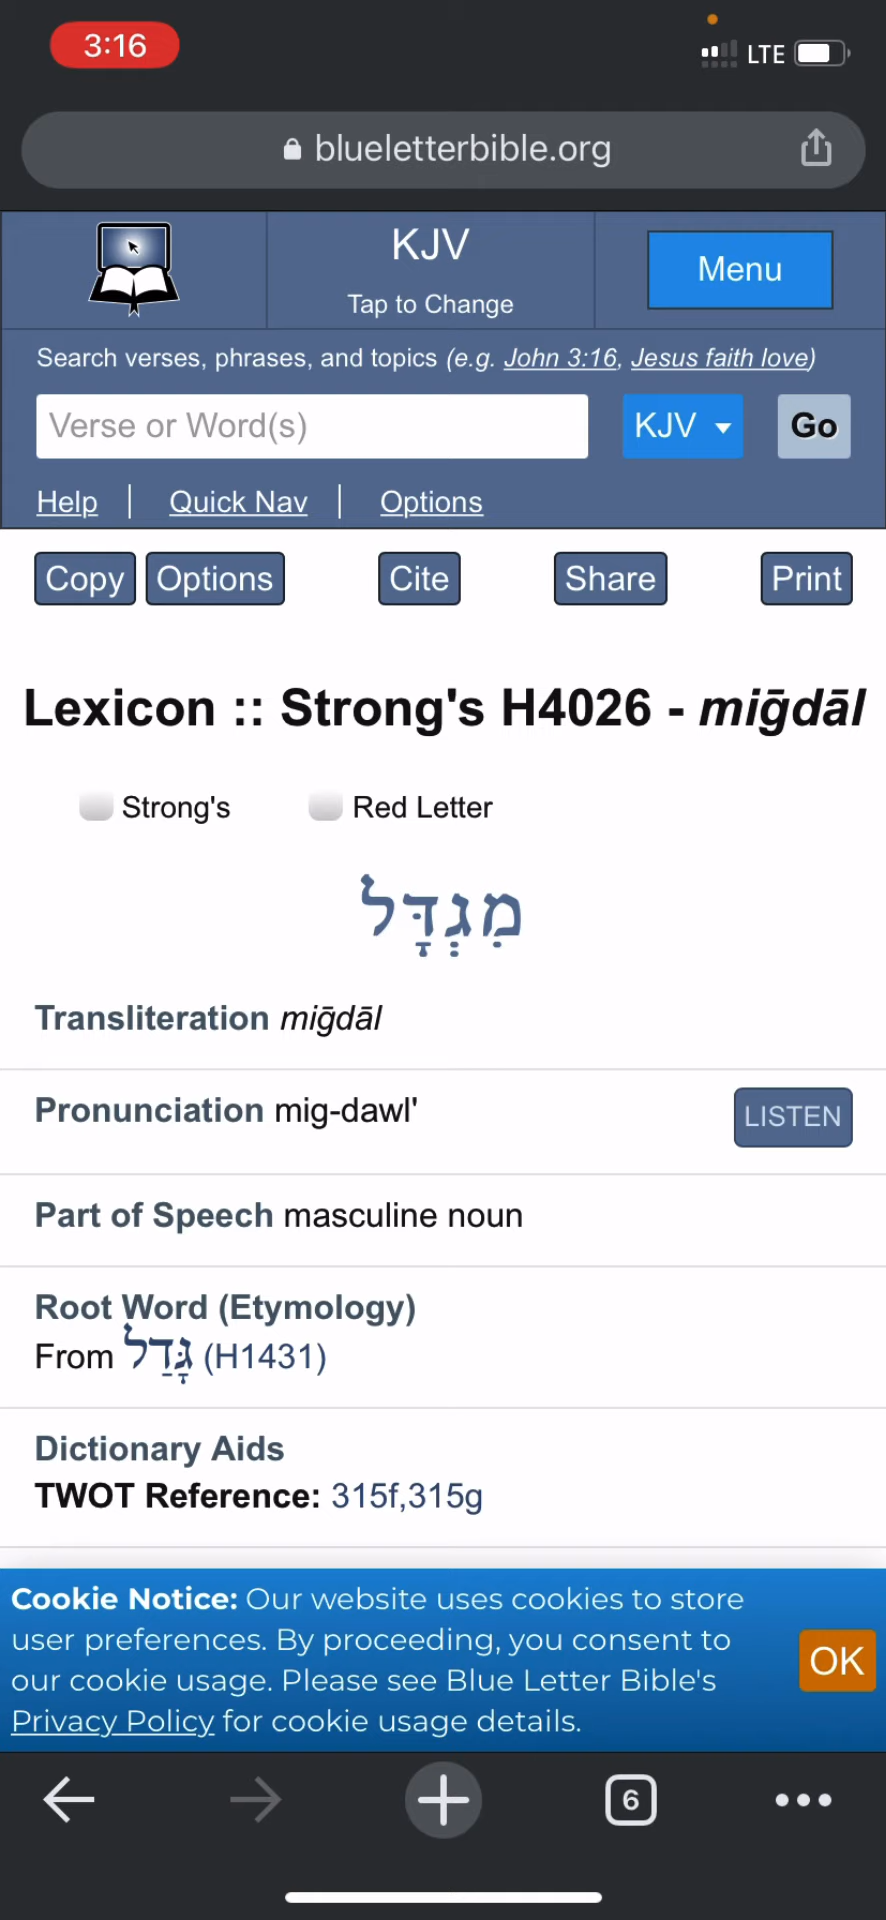 3:16
LTE
blueletterbible.org
KJV
Tap to Change
Menu
Search verses, phrases, and topics (e.g. John 3:16, Jesus faith love)
Verse or Word(s)
KJV
Go
Help | Quick Nav | Options
Copy Options Cite Share Print
Lexicon :: Strong's H4026 - miḡdāl
Strong's Red Letter
מִגְדָּל
Transliteration miḡdāl
Pronunciation mig-dawl'
LISTEN
Part of Speech masculine noun
Root Word (Etymology)
From גָּדַל (H1431)
Dictionary Aids
TWOT Reference: 315f,315g
Cookie Notice: Our website uses cookies to store
user preferences. By proceeding, you consent to
our cookie usage. Please see Blue Letter Bible's
Privacy Policy for cookie usage details.
OK
6